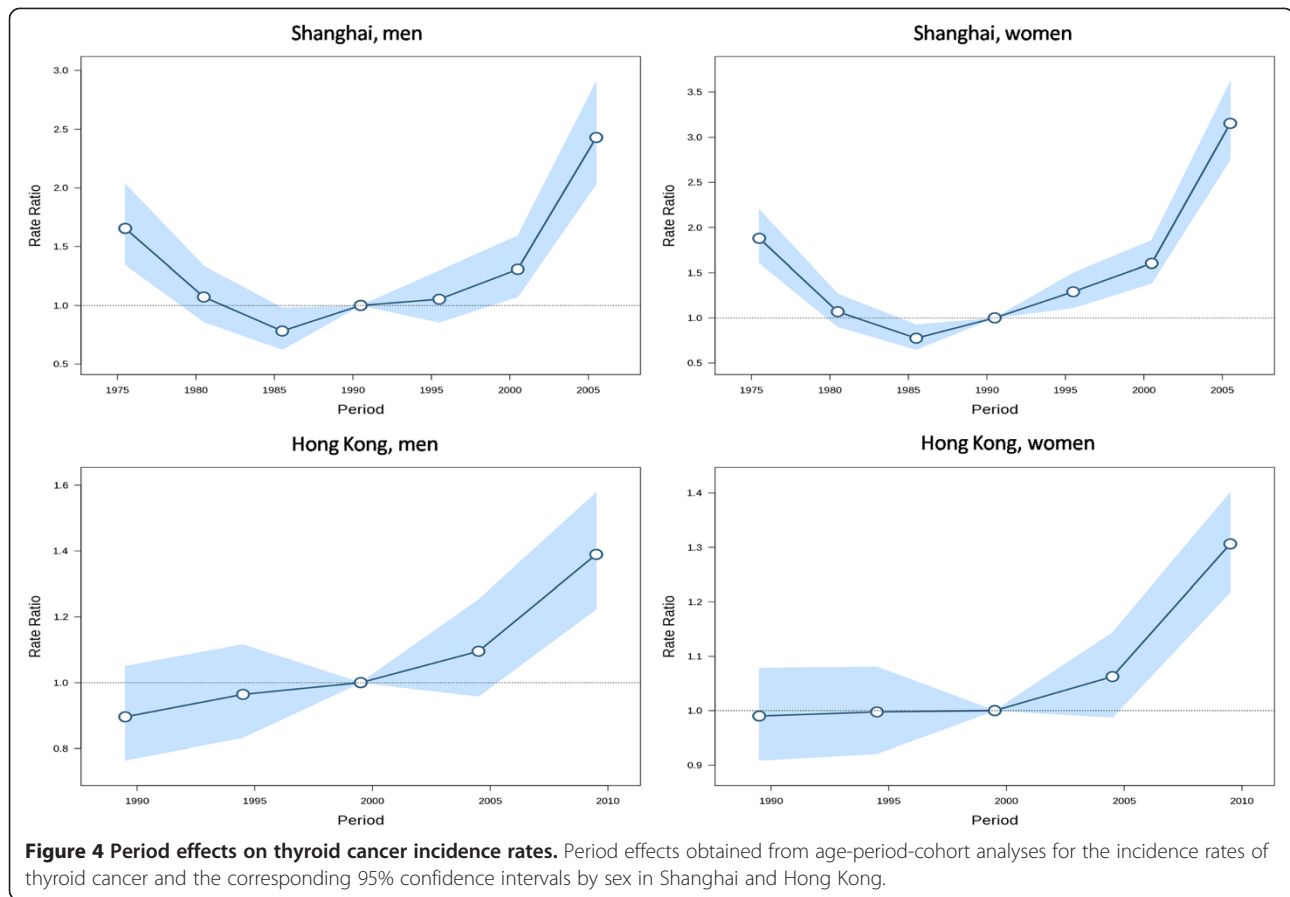 Shanghai, men
3.0
2.5
2.0
1.5
1.0
0.5
Rate Ratio
1975 1980 1985 1990 1995 2000 2005
Period
Shanghai, women
3.5
3.0
2.5
2.0
1.5
1.0
0.5
Rate Ratio
1975 1980 1985 1990 1995 2000 2005
Period
Hong Kong, men
1.6
1.4
1.2
1.0
0.8
Rate Ratio
1990 1995 2000 2005 2010
Period
Hong Kong, women
1.4
1.3
1.2
1.1
1.0
0.9
Rate Ratio
1990 1995 2000 2005 2010
Period
Figure 4 Period effects on thyroid cancer incidence rates. Period effects obtained from age-period-cohort analyses for the incidence rates of
thyroid cancer and the corresponding 95% confidence intervals by sex in Shanghai and Hong Kong.